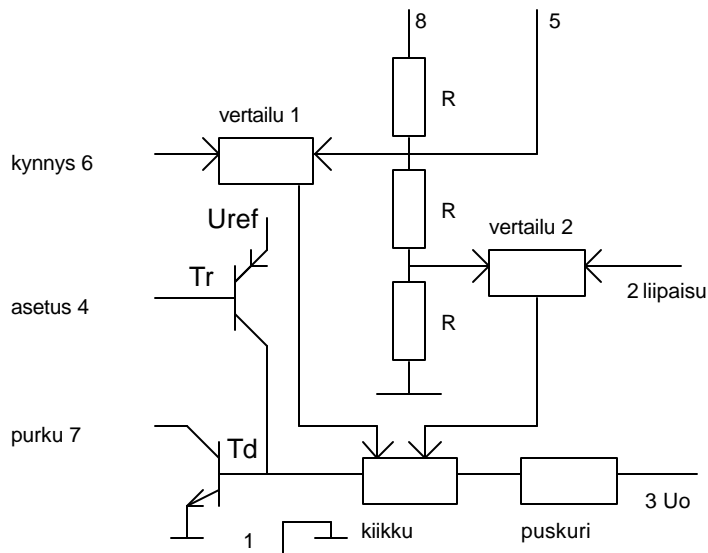 8
5
R
vertailu 1
kynnys 6
Uref
R
vertailu 2
Tr
2 liipaisu
asetus 4
R
purku 7
Td
3 Uo
1
kiikku
puskuri